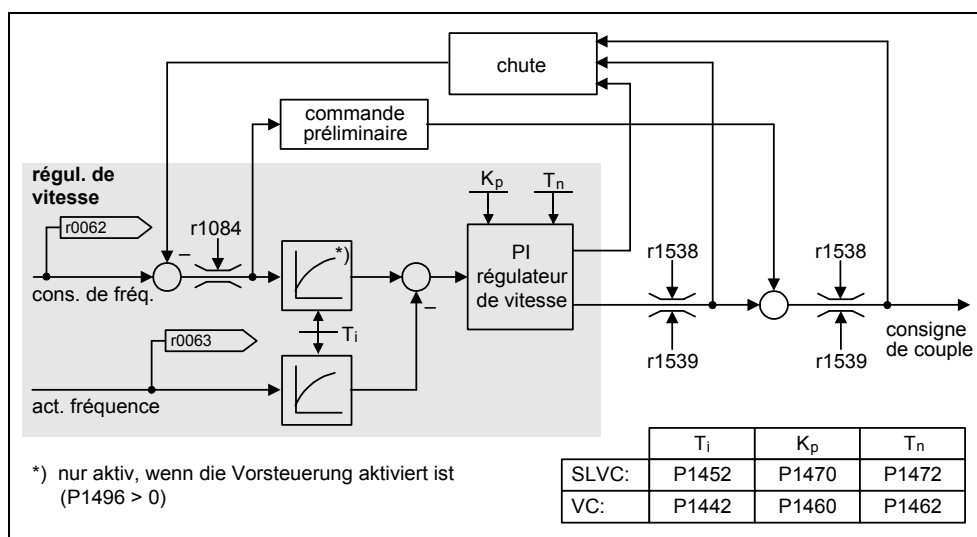 chute
commande
préliminaire
régul. de
vitesse
r0062
r1084
Kp
Tn
*)
PI
régulateur
de vitesse
r1538
r1538
–
–
cons. de fréq.
Ti
r0063
r1539
r1539
consigne
de couple
act. fréquence
*) nur aktiv, wenn die Vorsteuerung aktiviert ist
(P1496 > 0)
Ti Kp Tn
SLVC: P1452 P1470 P1472
VC: P1442 P1460 P1462